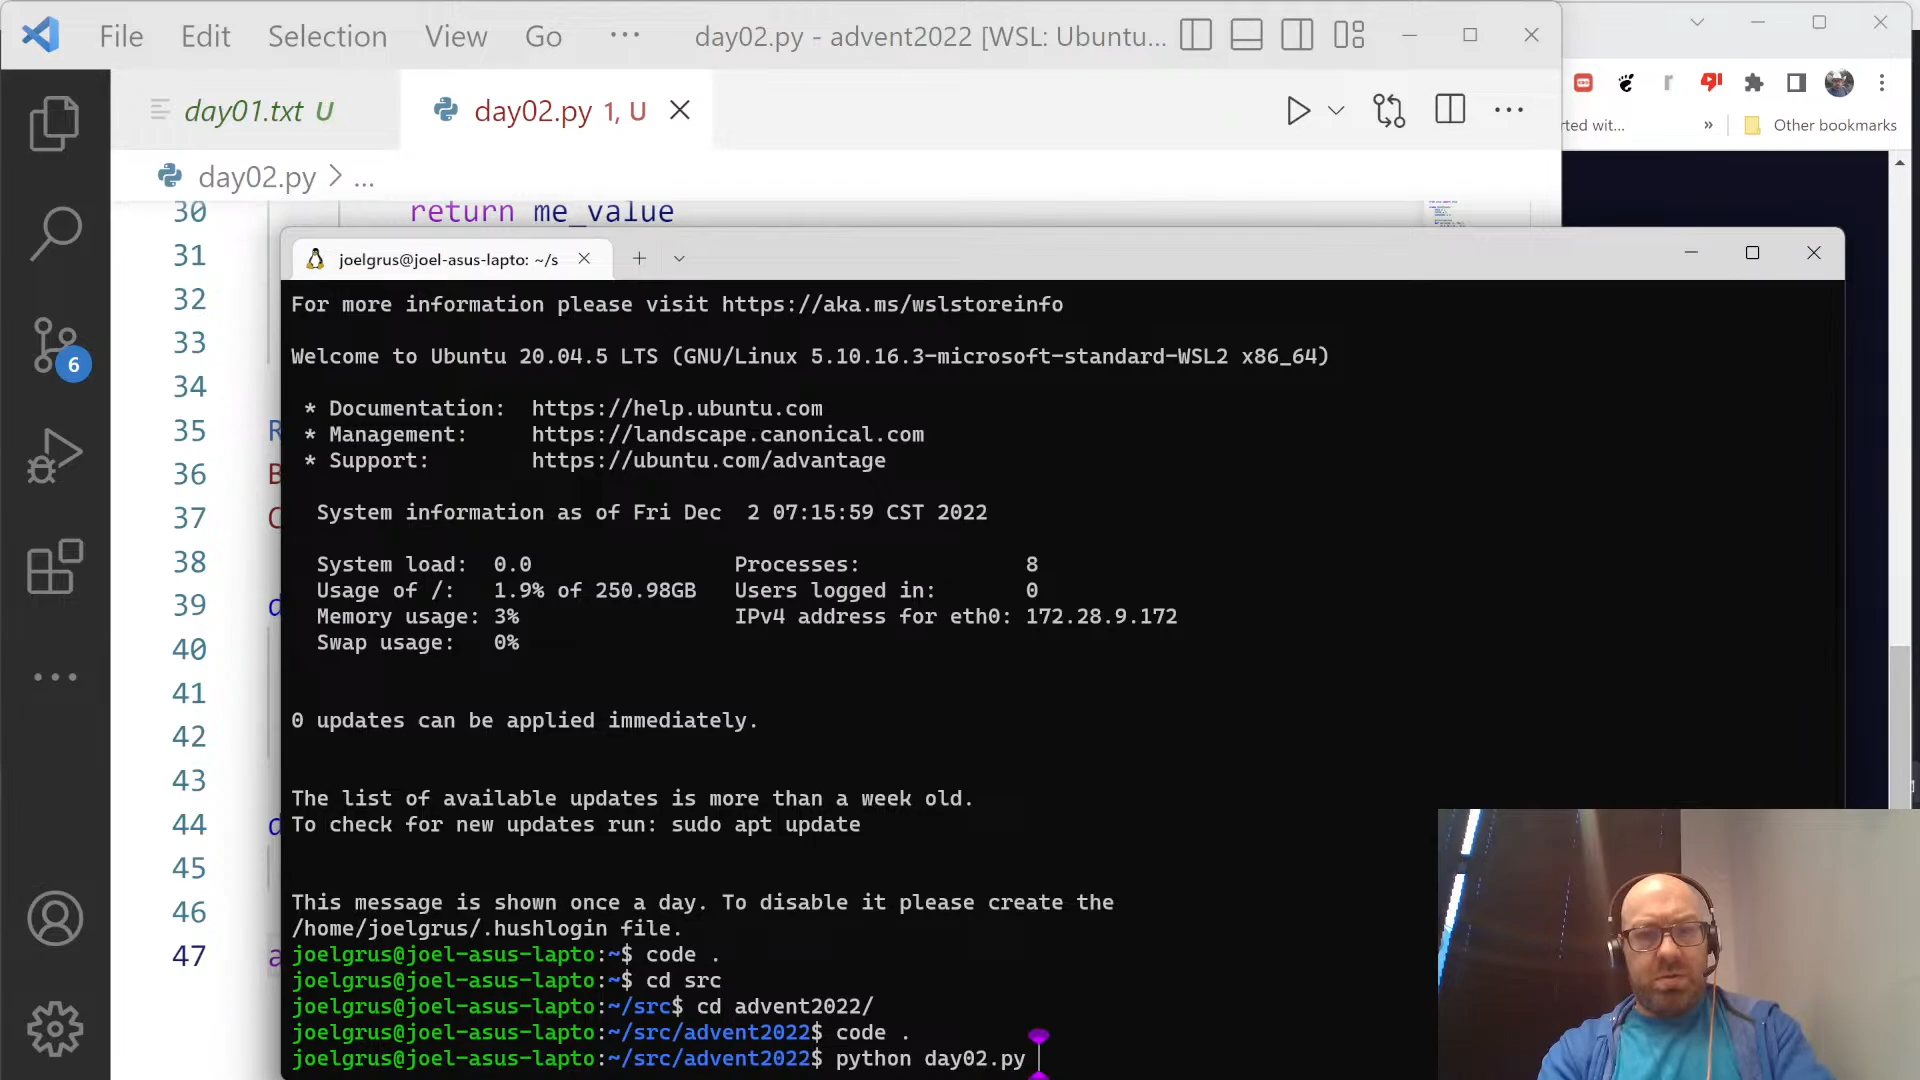 File Edit Selection View Go ··· day02.py - advent2022 [WSL: Ubuntu...
day01.txt U day02.py 1, U
day02.py > ...
rted wit... » Other bookmarks
30 return me_value
31
32
33
34
35 R
36 B
37 C
38
39 d
40
41
42
43
44 d
45
46
47 a
6
joelgrus@joel-asus-lapto: ~/s
For more information please visit https://aka.ms/wslstoreinfo
Welcome to Ubuntu 20.04.5 LTS (GNU/Linux 5.10.16.3-microsoft-standard-WSL2 x86_64)
* Documentation: https://help.ubuntu.com
* Management: https://landscape.canonical.com
* Support: https://ubuntu.com/advantage
System information as of Fri Dec 2 07:15:59 CST 2022
System load: 0.0 Processes: 8
Usage of /: 1.9% of 250.98GB Users logged in: 0
Memory usage: 3% IPv4 address for eth0: 172.28.9.172
Swap usage: 0%
0 updates can be applied immediately.
The list of available updates is more than a week old.
To check for new updates run: sudo apt update
This message is shown once a day. To disable it please create the
/home/joelgrus/.hushlogin file.
joelgrus@joel-asus-lapto:~$ code .
joelgrus@joel-asus-lapto:~$ cd src
joelgrus@joel-asus-lapto:~/src$ cd advent2022/
joelgrus@joel-asus-lapto:~/src/advent2022$ code .
joelgrus@joel-asus-lapto:~/src/advent2022$ python day02.py